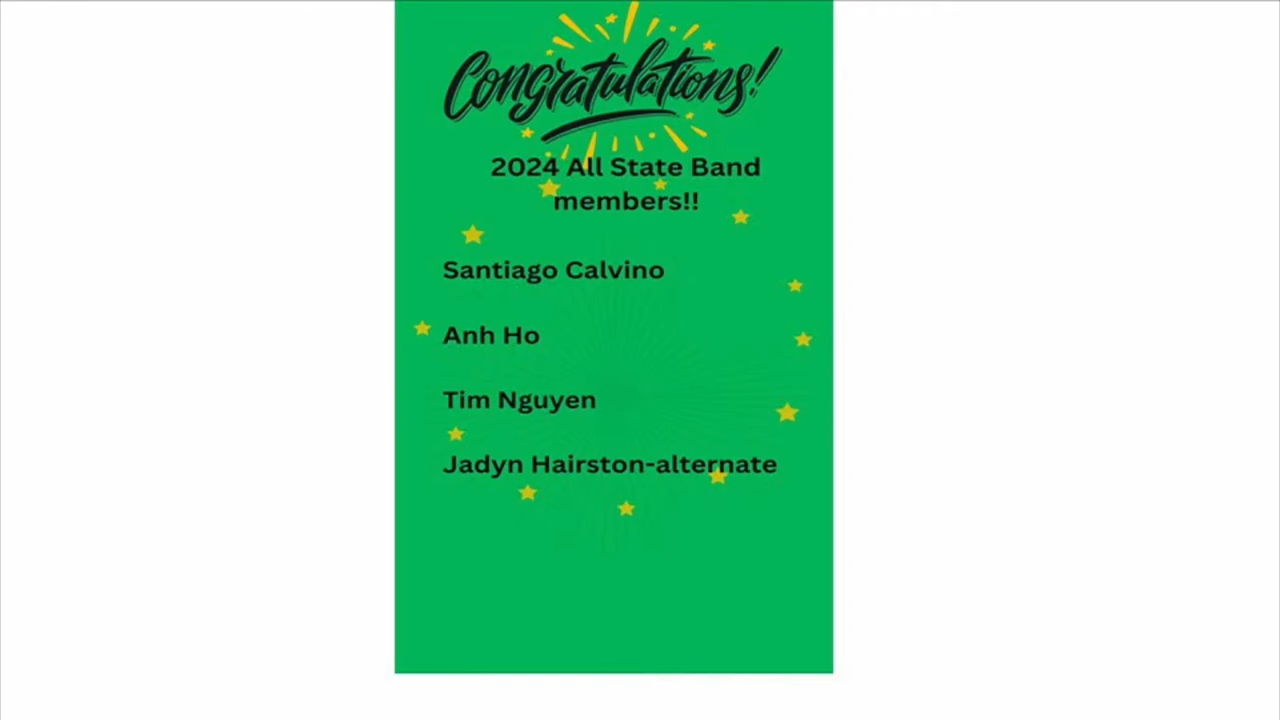 Congratulations!
2024 All State Band
members!!
Santiago Calvino
Anh Ho
Tim Nguyen
Jadyn Hairston-alternate